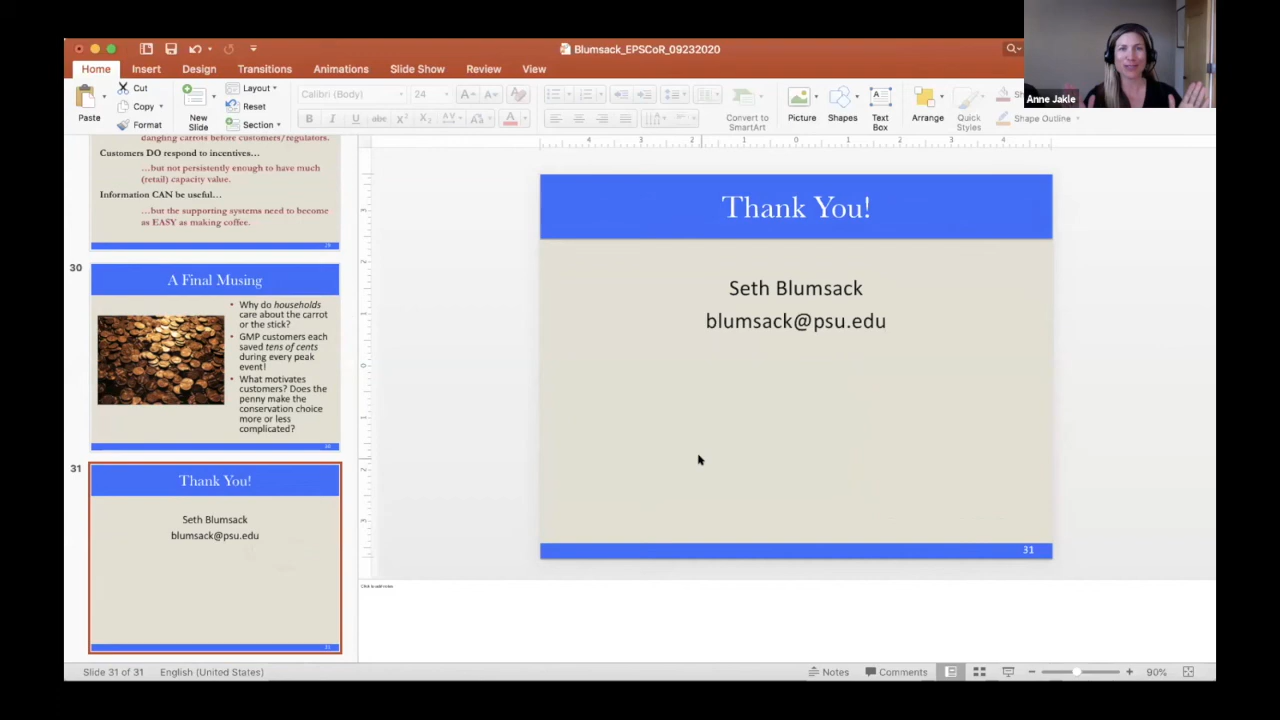 Blumsack_EPSCoR_09232020
Home Insert Design Transitions Animations Slide Show Review View
Cut
Copy
Format
Paste
New
Slide
Layout
Reset
Section
Calibri (Body) 24
Convert to
SmartArt
Picture
Shapes
Text
Box
Arrange
Quick
Styles
Shape Outline
Anne Jakle
dangling carrots before customers/regulators.
Customers DO respond to incentives…
…but not persistently enough to have much
(retail) capacity value.
Information CAN be useful…
…but the supporting systems need to become
as EASY as making coffee.
30
A Final Musing
• Why do households
care about the carrot
or the stick?
• GMP customers each
saved tens of cents
during every peak
event!
• What motivates
customers? Does the
penny make the
conservation choice
more or less
complicated?
31
Thank You!
Seth Blumsack
blumsack@psu.edu
Thank You!
Seth Blumsack
blumsack@psu.edu
31
Click to add notes
Slide 31 of 31 English (United States) Notes Comments 90%